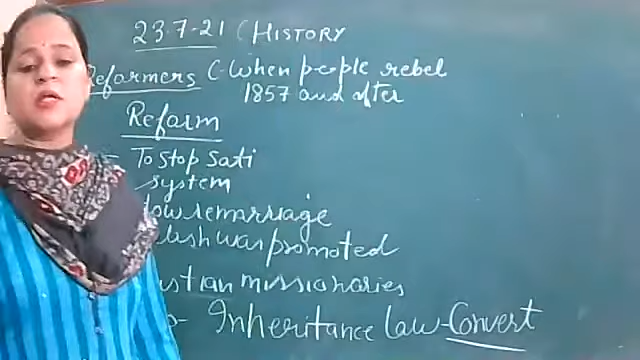 23.7-21 (HISTORY
Reformers (-When people rebel
1857 and after
Reform
- To stop Sati
system
remarriage
was promoted
missionaries
- Inheritance law-Convert